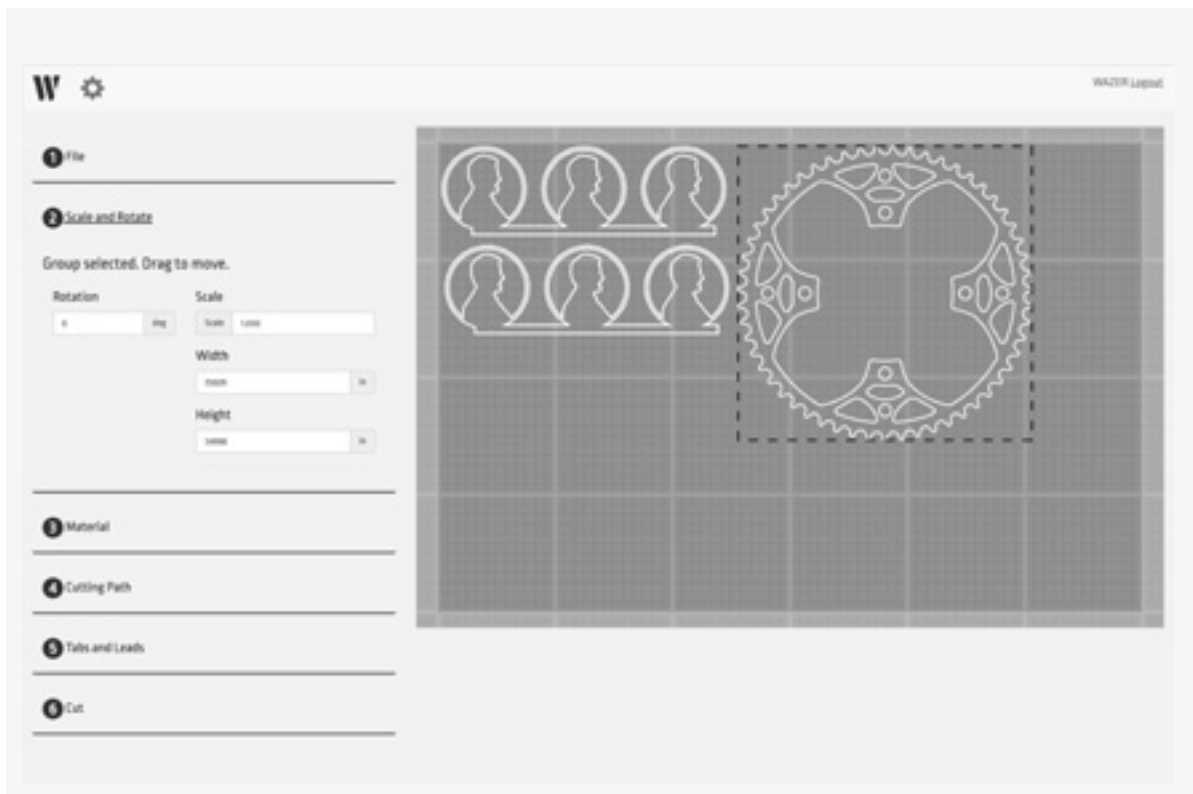 W
WAZER Logout
1 File
2 Scale and Rotate
Group selected. Drag to move.
Rotation
Scale
deg
Scale
Width
in
Height
in
3 Material
4 Cutting Path
5 Tabs and Leads
6 Cut